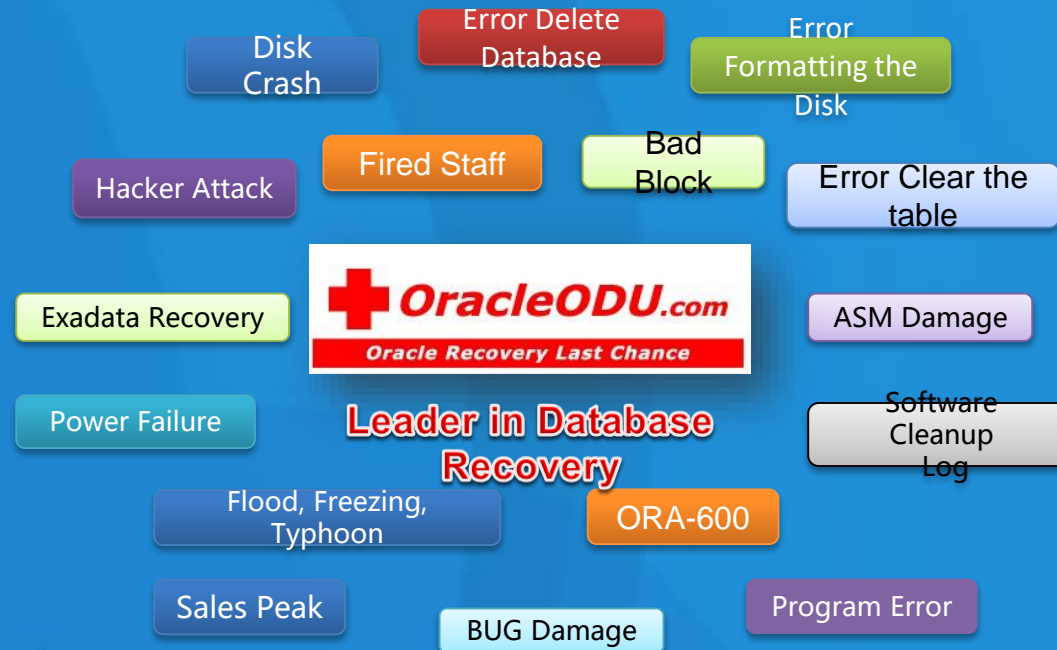 Error Delete
Database
Disk
Crash
Error
Formatting the
Disk
Fired Staff
Bad
Block
Hacker Attack
Error Clear the
table
OracleODU.com
Oracle Recovery Last Chance
Exadata Recovery
ASM Damage
Power Failure
Leader in Database
Recovery
Software
Cleanup
Log
Flood, Freezing,
Typhoon
ORA-600
Sales Peak
BUG Damage
Program Error